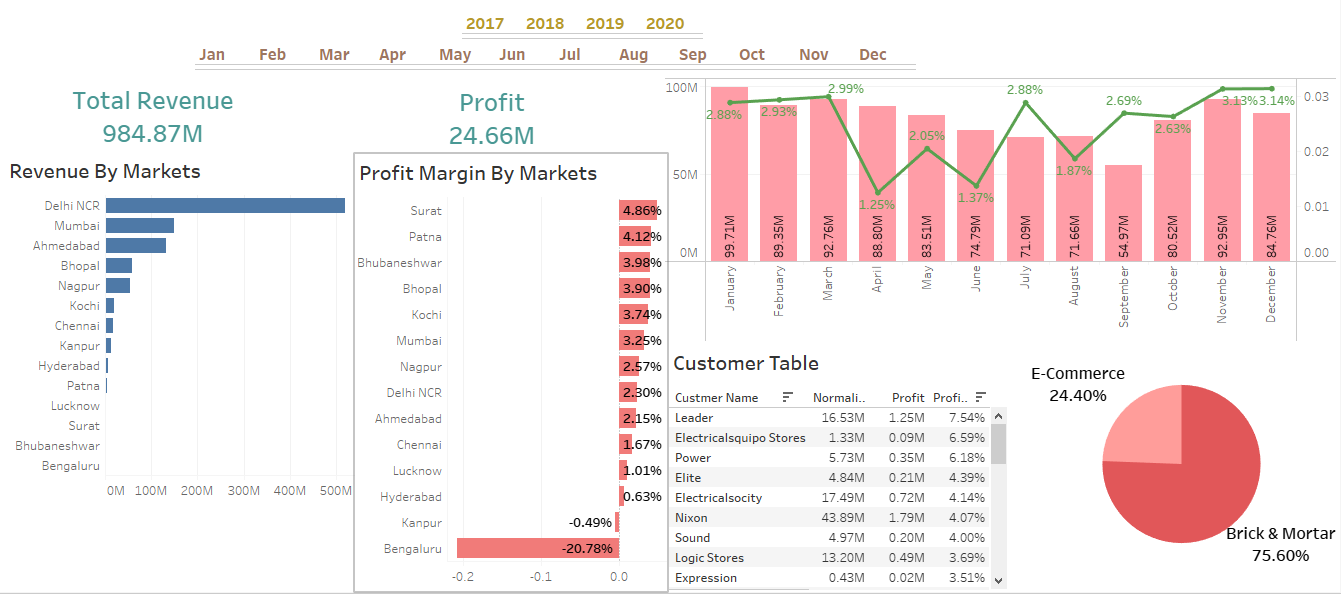 2017 2018 2019 2020
Jan Feb Mar Apr May Jun Jul Aug Sep Oct Nov Dec
Total Revenue
984.87M
Profit
24.66M
Revenue By Markets
Delhi NCR
Mumbai
Ahmedabad
Bhopal
Nagpur
Kochi
Chennai
Kanpur
Hyderabad
Patna
Lucknow
Surat
Bhubaneshwar
Bengaluru
0M 100M 200M 300M 400M 500M
Profit Margin By Markets
Surat 4.86%
Patna 4.12%
Bhubaneshwar 3.98%
Bhopal 3.90%
Kochi 3.74%
Mumbai 3.25%
Nagpur 2.57%
Delhi NCR 2.30%
Ahmedabad 2.15%
Chennai 1.67%
Lucknow 1.01%
Hyderabad 0.63%
Kanpur -0.49%
Bengaluru -20.78%
-0.2 -0.1 0.0
100M
50M
0M
2.88% 2.93% 2.99% 1.25% 2.05% 1.37% 2.88% 1.87% 2.69% 2.63% 3.13% 3.14%
99.71M 89.35M 92.76M 88.80M 83.51M 74.79M 71.09M 71.66M 54.97M 80.52M 92.95M 84.76M
January February March April May June July August September October November December
0.03
0.02
0.01
0.00
Customer Table
Custmer Name Normali.. Profit Profi..
Leader 16.53M 1.25M 7.54%
Electricalsquipo Stores 1.33M 0.09M 6.59%
Power 5.73M 0.35M 6.18%
Elite 4.84M 0.21M 4.39%
Electricalsocity 17.49M 0.72M 4.14%
Nixon 43.89M 1.79M 4.07%
Sound 4.97M 0.20M 4.00%
Logic Stores 13.20M 0.49M 3.69%
Expression 0.43M 0.02M 3.51%
E-Commerce
24.40%
Brick & Mortar
75.60%